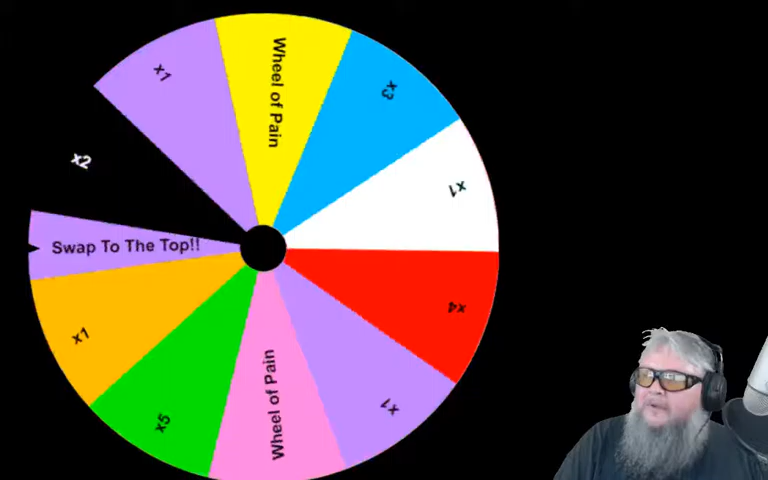 x1
Wheel of Pain
x3
x1
x4
x1
Wheel of Pain
x5
x1
Swap To The Top!!
x2